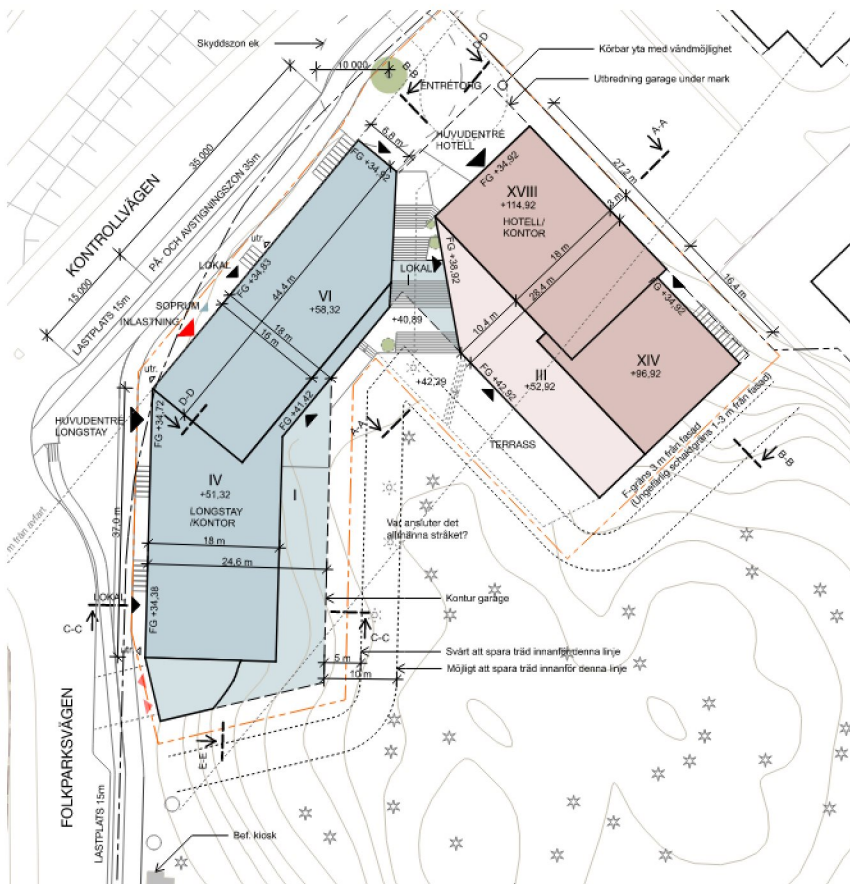 Skyddszon ek
10 000
B-B
D-D
ENTRÉTORG
Körbar yta med vändmöjlighet
Utbredning garage under mark
A-A
HUVUDENTRÉ
HOTELL
6,8 m
FG +34,92
FG +34,92
27,2 m
35 000
KONTROLLVÄGEN
PÅ- OCH AVSTIGNINGSZON 35m
XVIII
+114,92
HOTELL/
KONTOR
3 m
18 m
28,4 m
10,4 m
FG +38,92
utr.
LOKAL
FG +34,83
LOKAL
I
44,4 m
VI
+58,32
18 m
16 m
15 000
LASTPLATS 15m
SOPRUM
INLASTNING
+40,89
+42,29
FG +34,92
16,4 m
XIV
+96,92
III
+52,92
FG +42,92
TERRASS
utr.
HUVUDENTRÉ
LONGSTAY
FG +34,72
D-D
FG +41,42
A-A
F-gräns 3 m från fasad
(Ungefärlig schaktgräns 1-3 m från fasad)
B-B
IV
+51,32
LONGSTAY
/KONTOR
I
18 m
24,6 m
37,0 m
m från avfart
Var ansluter det
allmänna stråket?
LOKAL
FG +34,38
C-C
Kontur garage
C-C
utr.
5 m
Svårt att spara träd innanför denna linje
10 m
Möjligt att spara träd innanför denna linje
E-E
FOLKPARKSVÄGEN
LASTPLATS 15m
Bef. kiosk